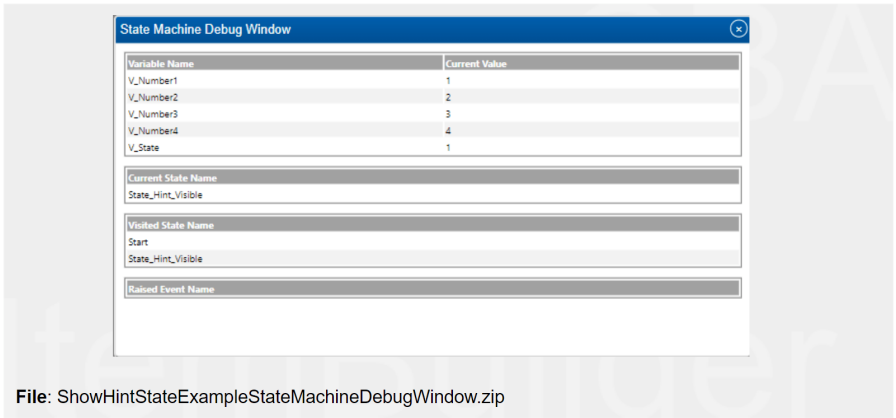 State Machine Debug Window
Variable Name Current Value
V_Number1 1
V_Number2 2
V_Number3 3
V_Number4 4
V_State 1
Current State Name
State_Hint_Visible
Visited State Name
Start
State_Hint_Visible
Raised Event Name
File: ShowHintStateExampleStateMachineDebugWindow.zip